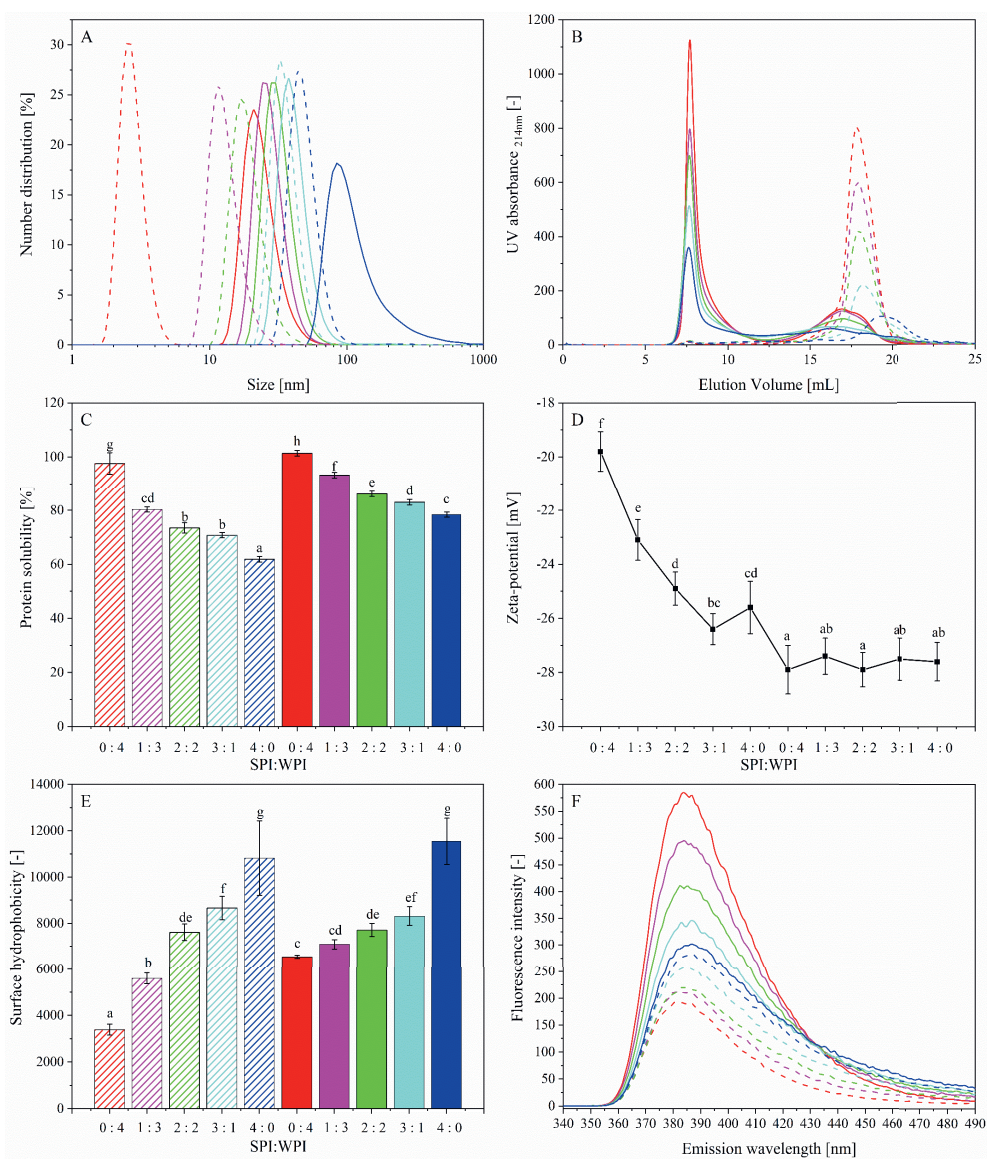 A
30
25
20
15
10
5
0
Number distribution [%]
1 10 100 1000
Size [nm]
B
1200
1000
800
600
400
200
0
UV absorbance 214nm [-]
0 5 10 15 20 25
Elution Volume [mL]
C
120
100
80
60
40
20
0
Protein solubility [%]
g cd b b a h f e d c
0 : 4 1 : 3 2 : 2 3 : 1 4 : 0 0 : 4 1 : 3 2 : 2 3 : 1 4 : 0
SPI:WPI
D
-18
-20
-22
-24
-26
-28
-30
Zeta-potential [mV]
f e d bc cd a ab a ab ab
0 : 4 1 : 3 2 : 2 3 : 1 4 : 0 0 : 4 1 : 3 2 : 2 3 : 1 4 : 0
SPI:WPI
E
14000
12000
10000
8000
6000
4000
2000
0
Surface hydrophobicity [-]
a b de f g c cd de ef g
0 : 4 1 : 3 2 : 2 3 : 1 4 : 0 0 : 4 1 : 3 2 : 2 3 : 1 4 : 0
SPI:WPI
F
600
550
500
450
400
350
300
250
200
150
100
50
0
Fluorescence intensity [-]
340 350 360 370 380 390 400 410 420 430 440 450 460 470 480 490
Emission wavelength [nm]